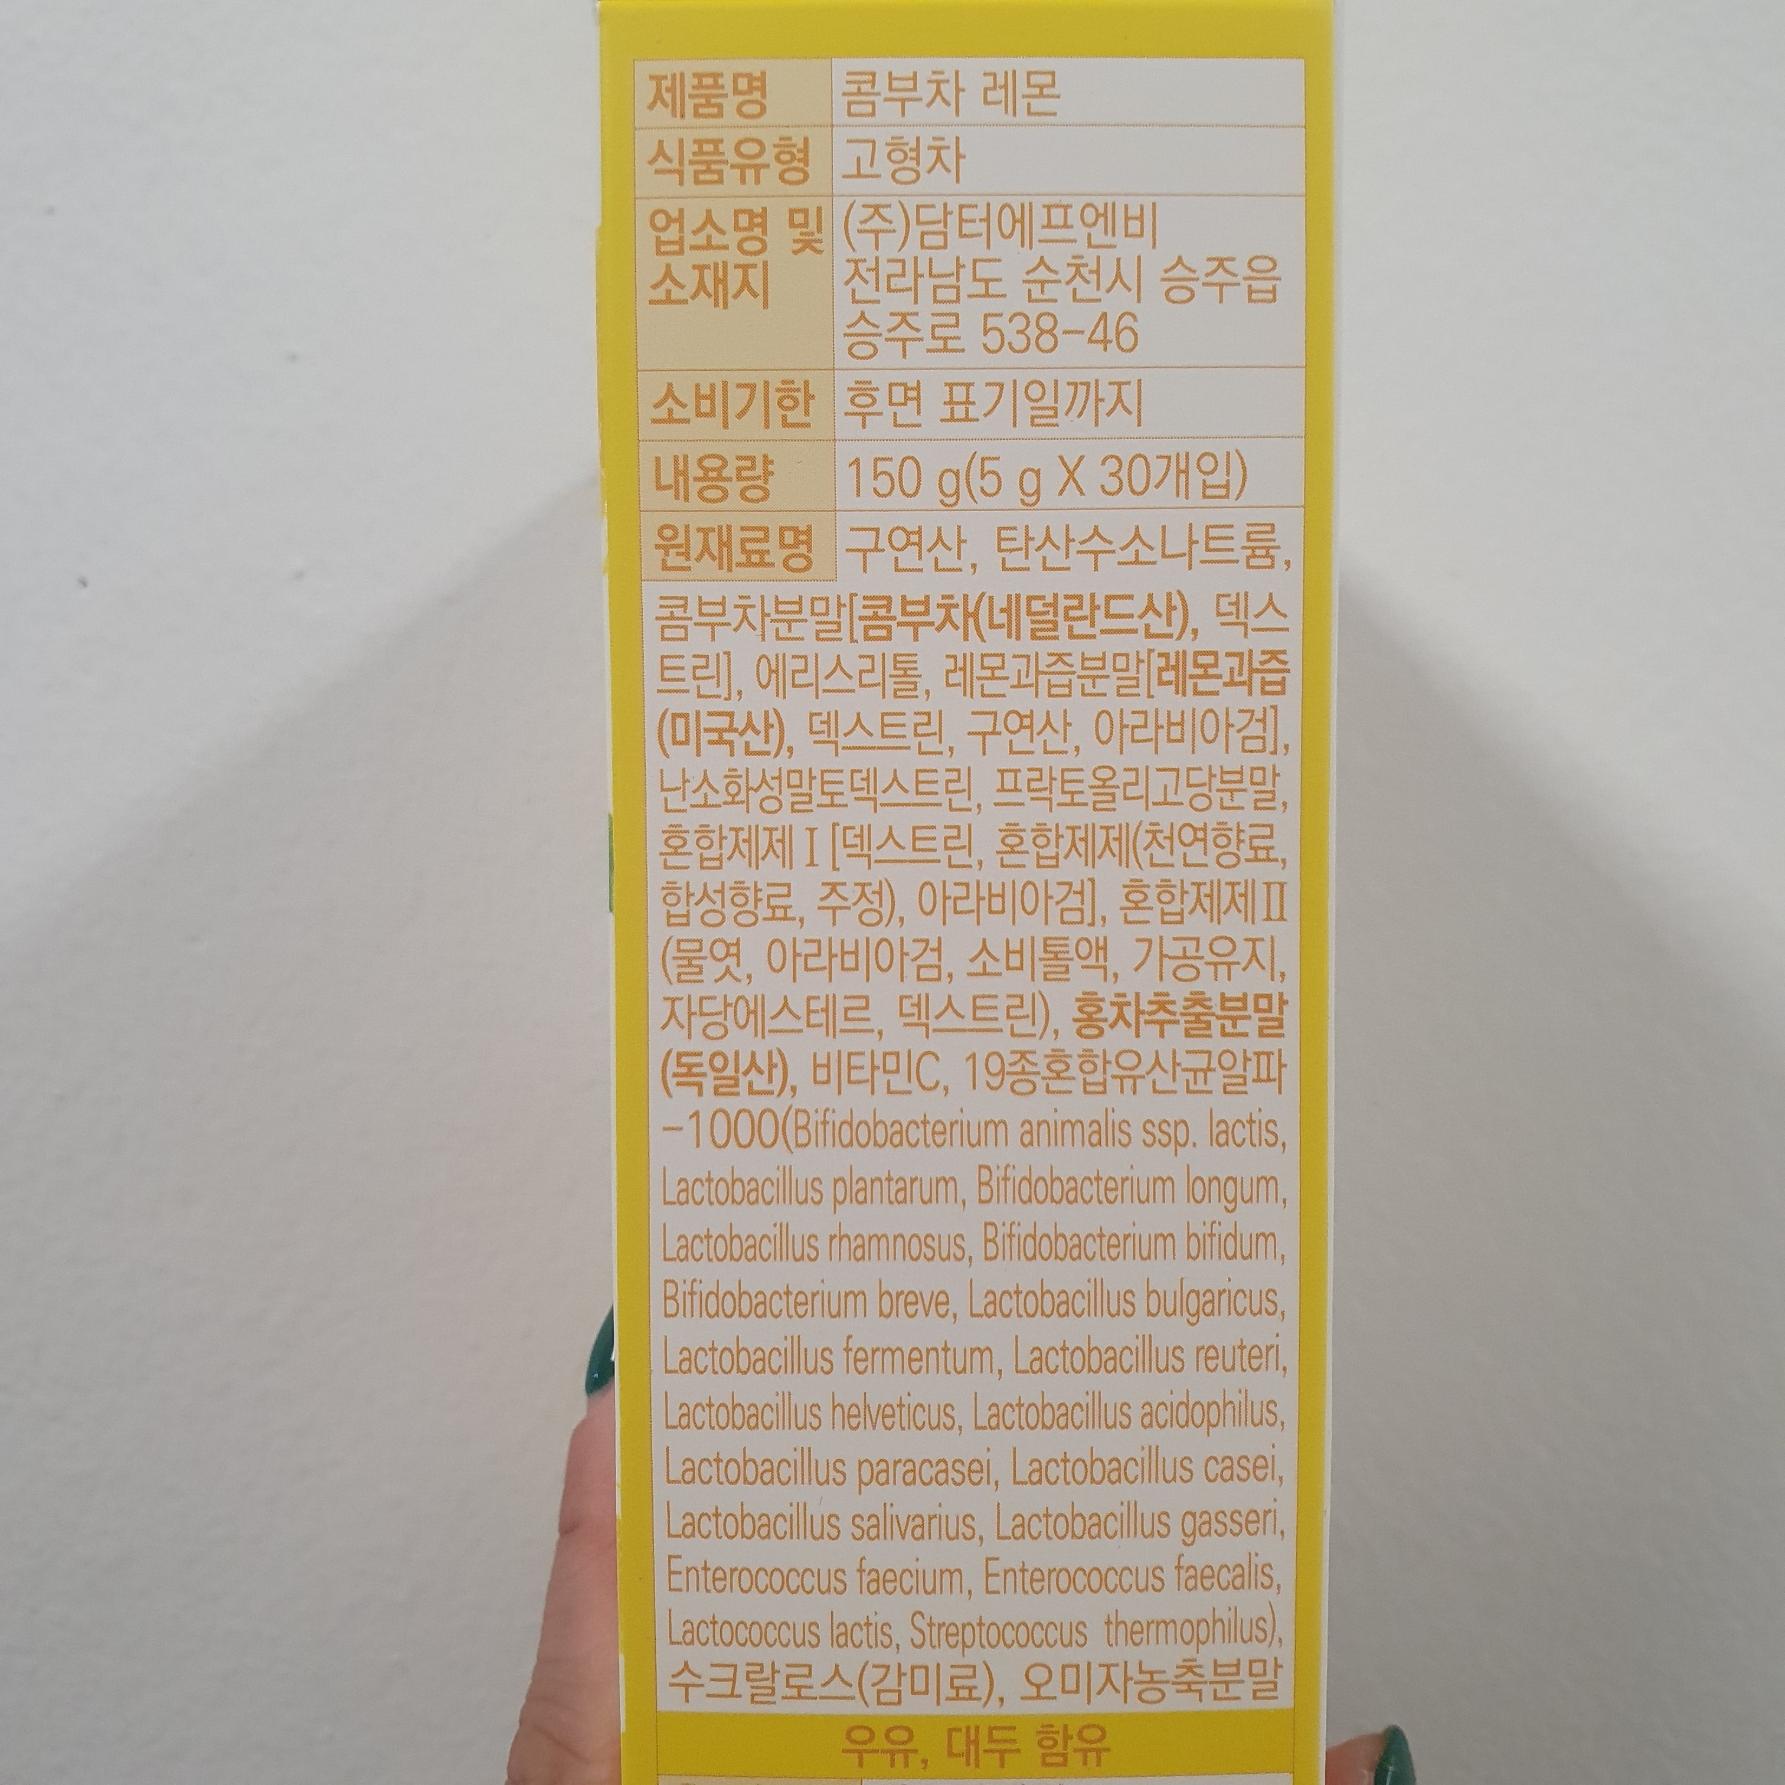 제품명 콤부차 레몬
식품유형 고형차
업소명 및 (주)담터에프엔비
소재지 전라남도 순천시 승주읍
승주로 538-46
소비기한 후면 표기일까지
내용량 150 g(5 g X 30개입)
원재료명 구연산, 탄산수소나트륨,
콤부차분말[콤부차(네덜란드산), 덱스
트린], 에리스리톨, 레몬과즙분말[레몬과즙
(미국산), 덱스트린, 구연산, 아라비아검],
난소화성말토덱스트린, 프락토올리고당분말,
혼합제제Ⅰ[덱스트린, 혼합제제(천연향료,
합성향료, 주정), 아라비아검], 혼합제제Ⅱ
(물엿, 아라비아검, 소비톨액, 가공유지,
자당에스테르, 덱스트린), 홍차추출분말
(독일산), 비타민C, 19종혼합유산균알파
-1000(Bifidobacterium animalis ssp. lactis,
Lactobacillus plantarum, Bifidobacterium longum,
Lactobacillus rhamnosus, Bifidobacterium bifidum,
Bifidobacterium breve, Lactobacillus bulgaricus,
Lactobacillus fermentum, Lactobacillus reuteri,
Lactobacillus helveticus, Lactobacillus acidophilus,
Lactobacillus paracasei, Lactobacillus casei,
Lactobacillus salivarius, Lactobacillus gasseri,
Enterococcus faecium, Enterococcus faecalis,
Lactococcus lactis, Streptococcus thermophilus),
수크랄로스(감미료), 오미자농축분말
우유, 대두 함유